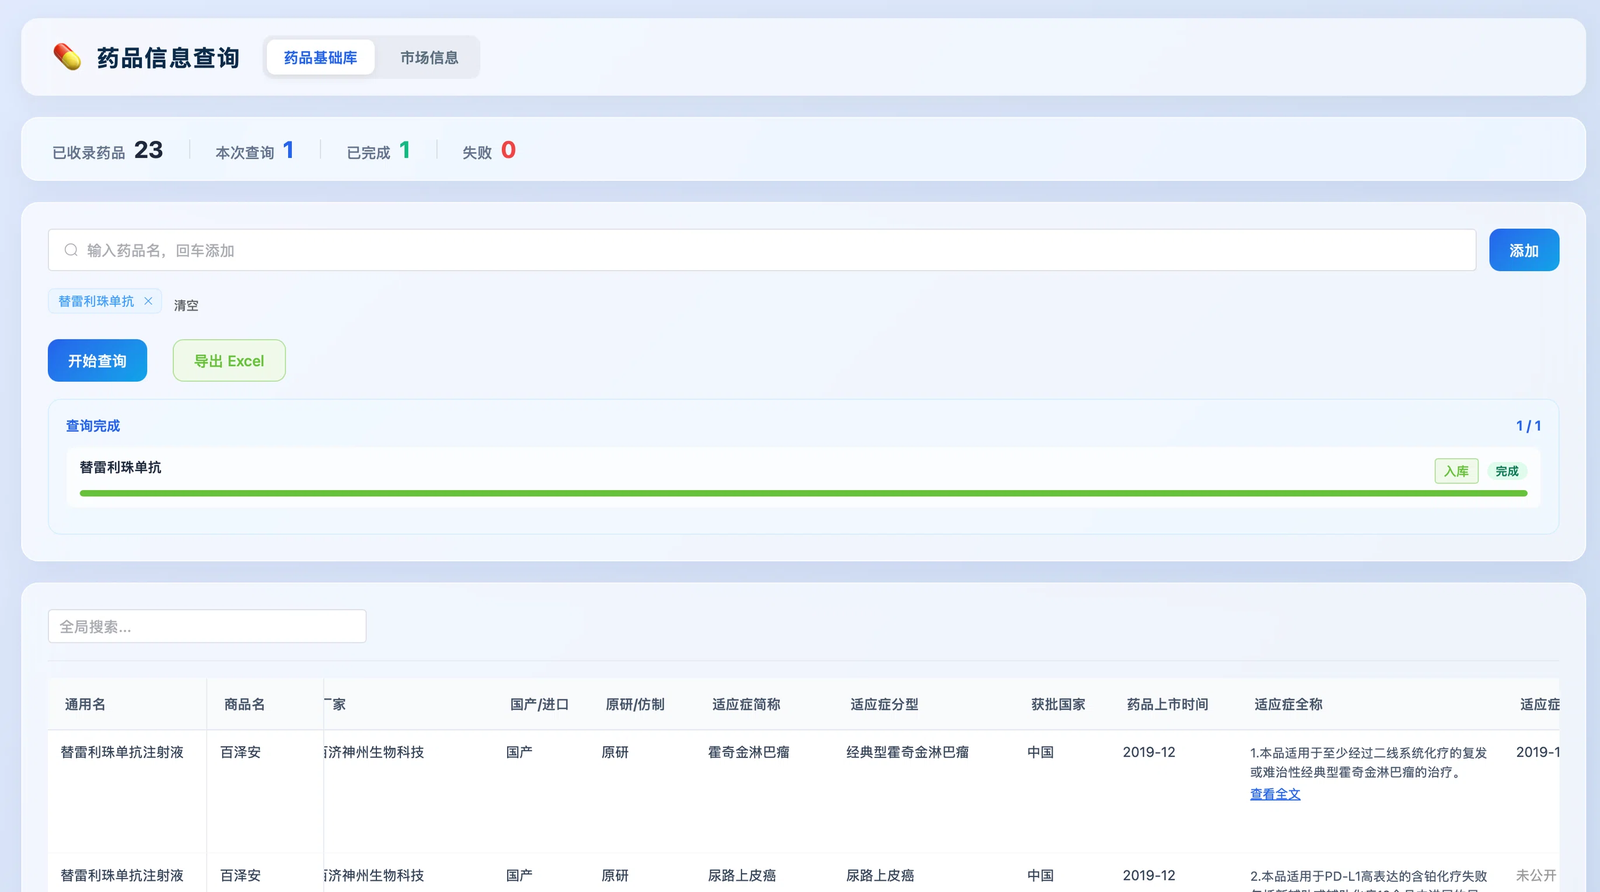 药品信息查询
药品基础库
市场信息
已收录药品 23
本次查询 1
已完成 1
失败 0
输入药品名，回车添加
添加
替雷利珠单抗 ×
清空
开始查询
导出 Excel
查询完成
1 / 1
替雷利珠单抗
入库
完成
全局搜索...
通用名 商品名 厂家 国产/进口 原研/仿制 适应症简称 适应症分型 获批国家 药品上市时间 适应症全称 适应症
替雷利珠单抗注射液 百泽安 百济神州生物科技 国产 原研 霍奇金淋巴瘤 经典型霍奇金淋巴瘤 中国 2019-12 1.本品适用于至少经过二线系统化疗的复发 2019-1
或难治性经典型霍奇金淋巴瘤的治疗。
查看全文
替雷利珠单抗注射液 百泽安 百济神州生物科技 国产 原研 尿路上皮癌 尿路上皮癌 中国 2019-12 2.本品适用于PD-L1高表达的含铂化疗失败 未公开